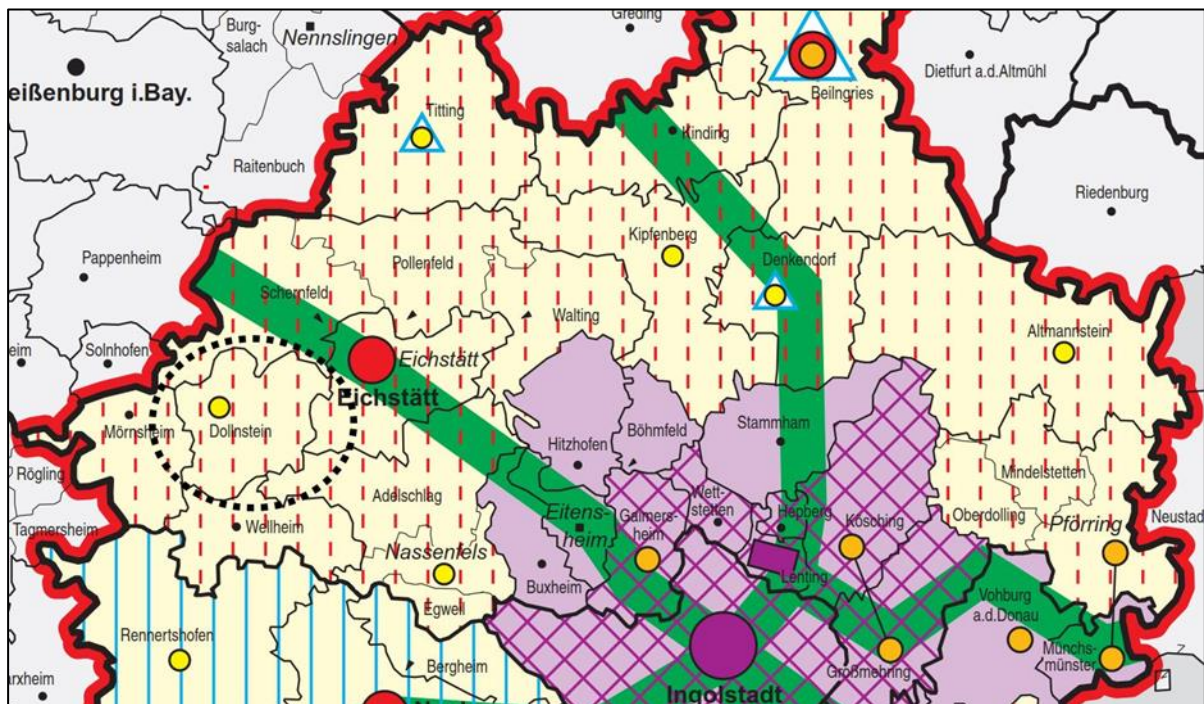 Burg-
salach
Nennslingen
Greding
Dietfurt a.d.Altmühl
Beilngries
eißenburg i.Bay.
Titting
Kinding
Raitenbuch
Riedenburg
Pappenheim
Pollenfeld
Kipfenberg
Denkendorf
Schernfeld
Walting
Altmannstein
eim
Solnhofen
Eichstätt
Eichstätt
Mörnsheim
Dollnstein
Hitzhofen
Böhmfeld
Stammham
Rögling
Mindelstetten
Adelschlag
Wett-
stetten
Hepberg
Kösching
Oberdolling
Pförring
Neustad
Tagmersheim
Wellheim
Eitens-
heim
Gaimers-
heim
Nassenfels
Buxheim
Lenting
Egweil
Vohburg
a.d.Donau
Rennertshofen
Bergheim
Großmehring
Münchs-
münster
arxheim
Ingolstadt